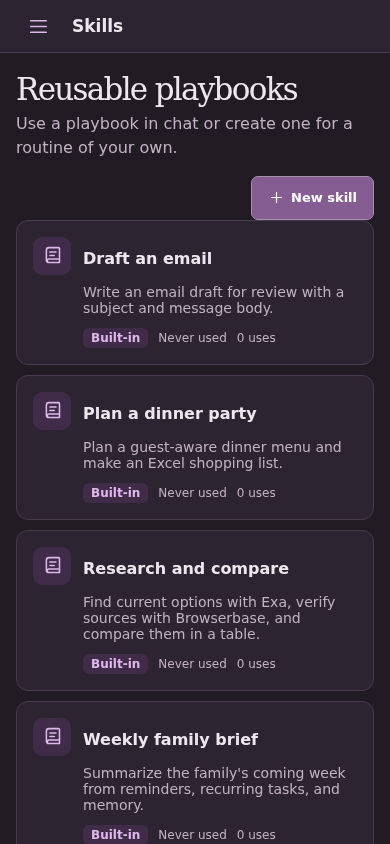 Skills
Reusable playbooks
Use a playbook in chat or create one for a
routine of your own.
New skill
Draft an email
Write an email draft for review with a
subject and message body.
Built-in Never used 0 uses
Plan a dinner party
Plan a guest-aware dinner menu and
make an Excel shopping list.
Built-in Never used 0 uses
Research and compare
Find current options with Exa, verify
sources with Browserbase, and
compare them in a table.
Built-in Never used 0 uses
Weekly family brief
Summarize the family's coming week
from reminders, recurring tasks, and
memory.
Built-in Never used 0 uses